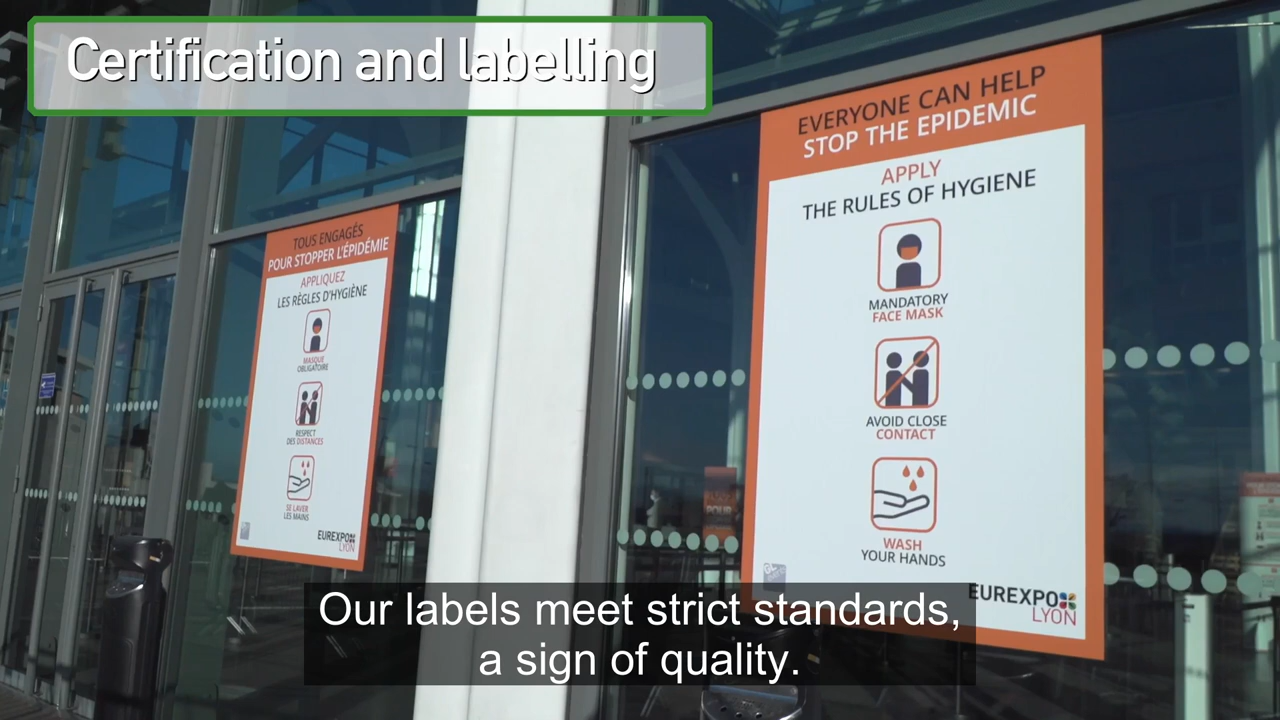 Certification and labelling
TOUS ENGAGÉS
POUR STOPPER L'ÉPIDÉMIE
APPLIQUEZ
LES RÈGLES D'HYGIÈNE
MASQUE
OBLIGATOIRE
RESPECT
DES DISTANCES
SE LAVER
LES MAINS
EUREXPO
LYON
EVERYONE CAN HELP
STOP THE EPIDEMIC
APPLY
THE RULES OF HYGIENE
MANDATORY
FACE MASK
AVOID CLOSE
CONTACT
WASH
YOUR HANDS
EUREXPO
LYON
POUR
Our labels meet strict standards,
a sign of quality.